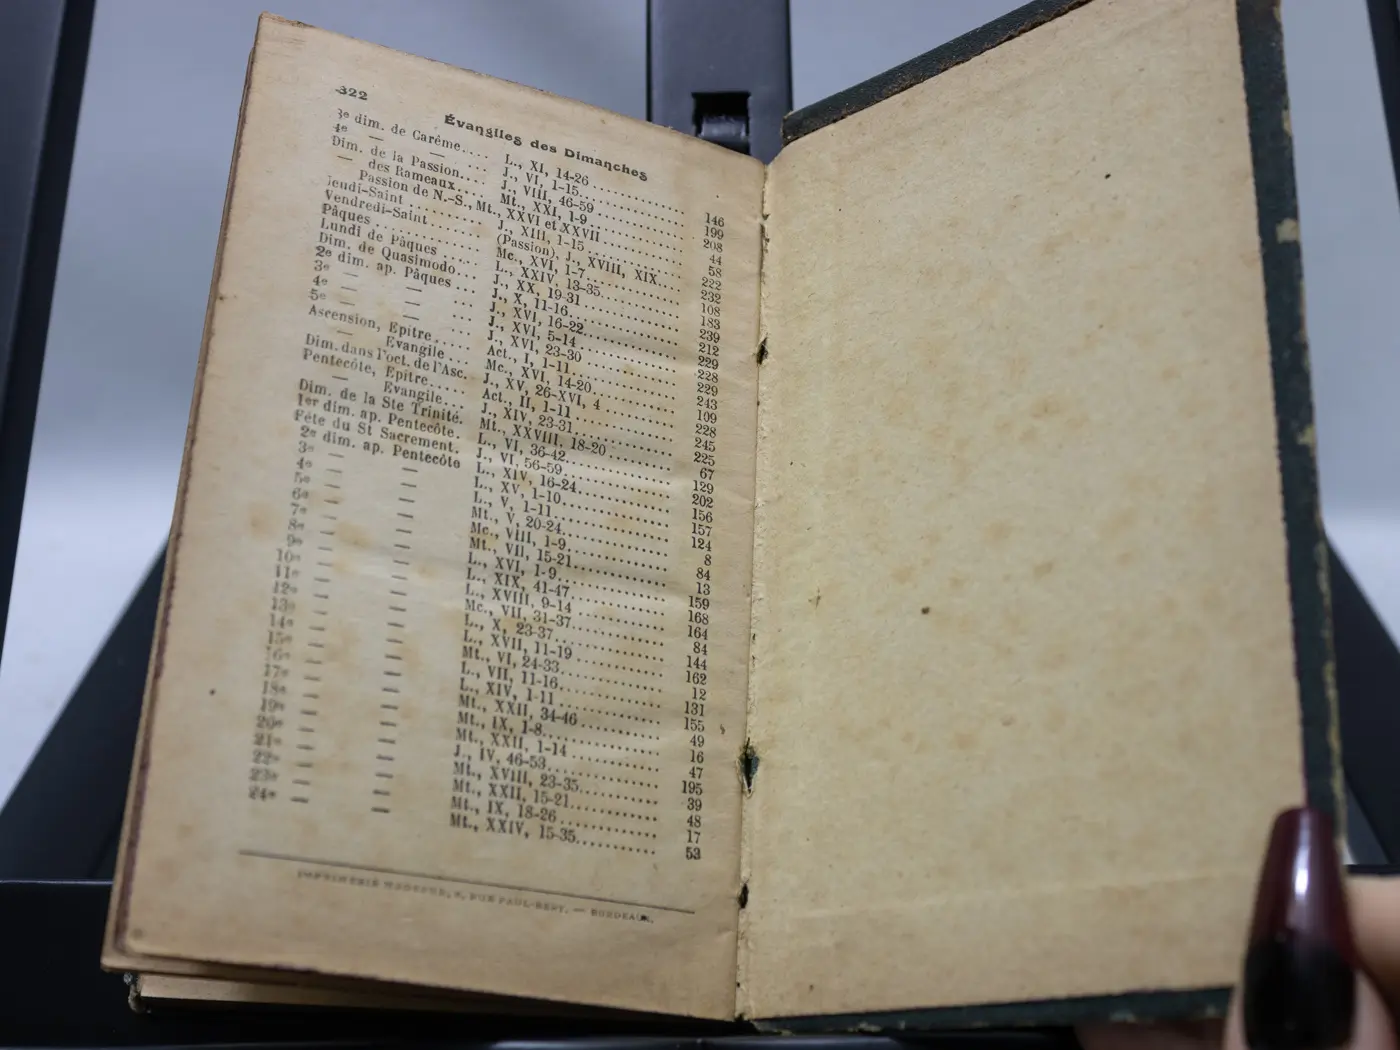 322
Évangiles des Dimanches
3e dim. de Carême.... L., XI, 14-26 .......... 146
4e — — .... J., VI, 1-15 .......... 199
Dim. de la Passion.... J., VIII, 46-59 .......... 208
— des Rameaux.... Mt., XXI, 1-9 .......... 44
Passion de N.-S., Mt., XXVI et XXVII .......... 58
Jeudi-Saint .......... J., XIII, 1-15 .......... 222
Vendredi-Saint .... (Passion), J., XVIII, XIX... 232
Pâques .......... Mc., XVI, 1-7 .......... 108
Lundi de Pâques ..... L., XXIV, 13-35 .......... 183
Dim. de Quasimodo... J., XX, 19-31 .......... 239
2e dim. ap. Pâques ... J., X, 11-16 .......... 212
3e — — ... J., XVI, 16-22 .......... 229
4e — — ... J., XVI, 5-14 .......... 228
5e — — .... J., XVI, 23-30 .......... 229
Ascension, Epitre .... Act., I, 1-11 .......... 243
— Evangile ... Mc., XVI, 14-20 .......... 109
Dim. dans l'oct. de l'Asc. J., XV, 26-XVI, 4 .......... 228
Pentecôte, Epitre..... Act., II, 1-11 .......... 245
— Evangile... J., XIV, 23-31 .......... 225
Dim. de la Ste Trinité. Mt., XXVIII, 18-20 .......... 67
1er dim. ap. Pentecôte. L., VI, 36-42 .......... 129
Fête du St Sacrement. J., VI, 56-59 .......... 202
2e dim. ap. Pentecôte L., XIV, 16-24 .......... 156
3e — — L., XV, 1-10 .......... 157
4e — — L., V, 1-11 .......... 124
5e — — Mt., V, 20-24 .......... 8
6e — — Mc., VIII, 1-9 .......... 84
7e — — Mt., VII, 15-21 .......... 13
8e — — L., XVI, 1-9 .......... 159
9e — — L., XIX, 41-47 .......... 168
10e — — L., XVIII, 9-14 .......... 164
11e — — Mc., VII, 31-37 .......... 84
12e — — L., X, 23-37 .......... 144
13e — — L., XVII, 11-19 .......... 162
14e — — Mt., VI, 24-33 .......... 12
15e — — L., VII, 11-16 .......... 131
16e — — L., XIV, 1-11 .......... 155
17e — — Mt., XXII, 34-46 .......... 49
18e — — Mt., IX, 1-8 .......... 16
19e — — Mt., XXII, 1-14 .......... 47
20e — — J., IV, 46-53 .......... 195
21e — — Mt., XVIII, 23-35 .......... 39
22e — — Mt., XXII, 15-21 .......... 48
23e — — Mt., IX, 18-26 .......... 17
24e — — Mt., XXIV, 15-35 .......... 53
IMPRIMERIE RUE PAUL-BERT. — BORDEAUX.